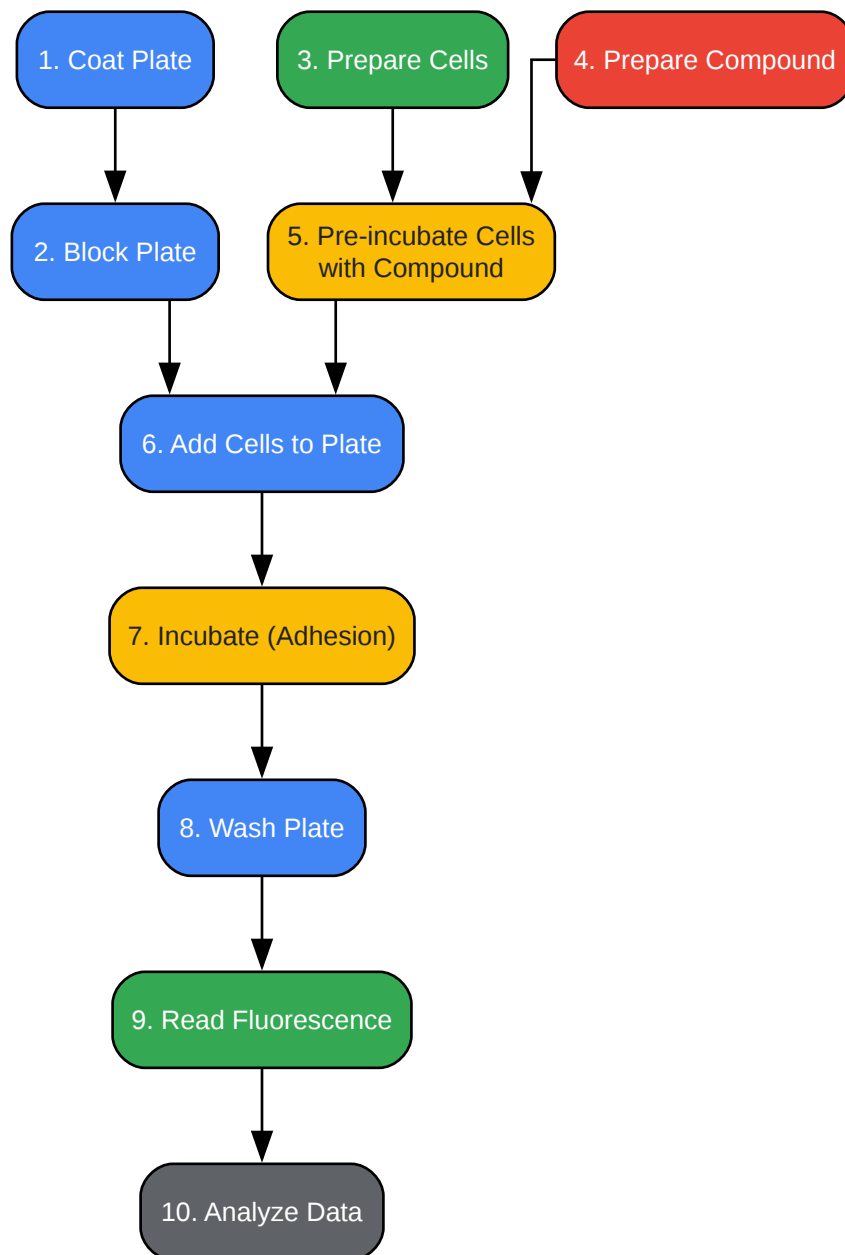 1. Coat Plate
3. Prepare Cells
4. Prepare Compound
2. Block Plate
5. Pre-incubate Cells
with Compound
6. Add Cells to Plate
7. Incubate (Adhesion)
8. Wash Plate
9. Read Fluorescence
10. Analyze Data